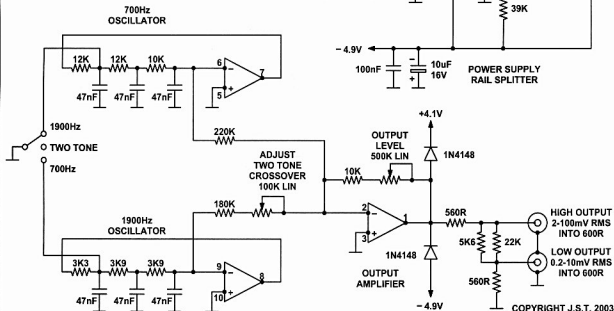 700Hz
OSCILLATOR
39K
12K 12K 10K
6 − 7
5 +
47nF 47nF 47nF
− 4.9V
100nF
− 10uF
+ 16V
POWER SUPPLY
RAIL SPLITTER
1900Hz
TWO TONE
700Hz
220K
+4.1V
OUTPUT
LEVEL
500K LIN
1N4148
ADJUST
TWO TONE
CROSSOVER
100K LIN
10K
180K
2 − 1
3 +
560R
5K6 22K
HIGH OUTPUT
2-100mV RMS
INTO 600R
LOW OUTPUT
0.2-10mV RMS
INTO 600R
560R
1900Hz
OSCILLATOR
3K3 3K9 3K9
9 − 8
10 +
47nF 47nF 47nF
OUTPUT
AMPLIFIER
1N4148
− 4.9V
COPYRIGHT J.S.T. 2003